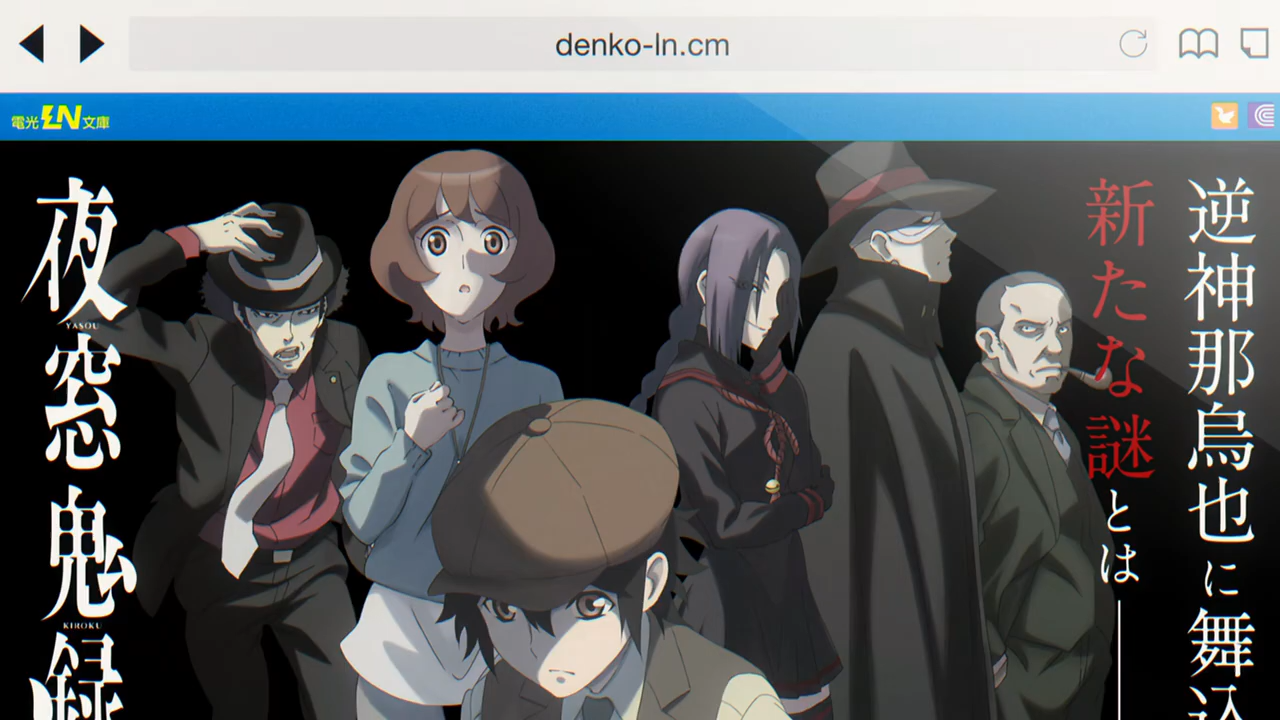 denko-ln.cm
電光LN文庫
逆神那烏也に舞込
新たな謎とは
夜窓鬼録
YASOU
KIROKU